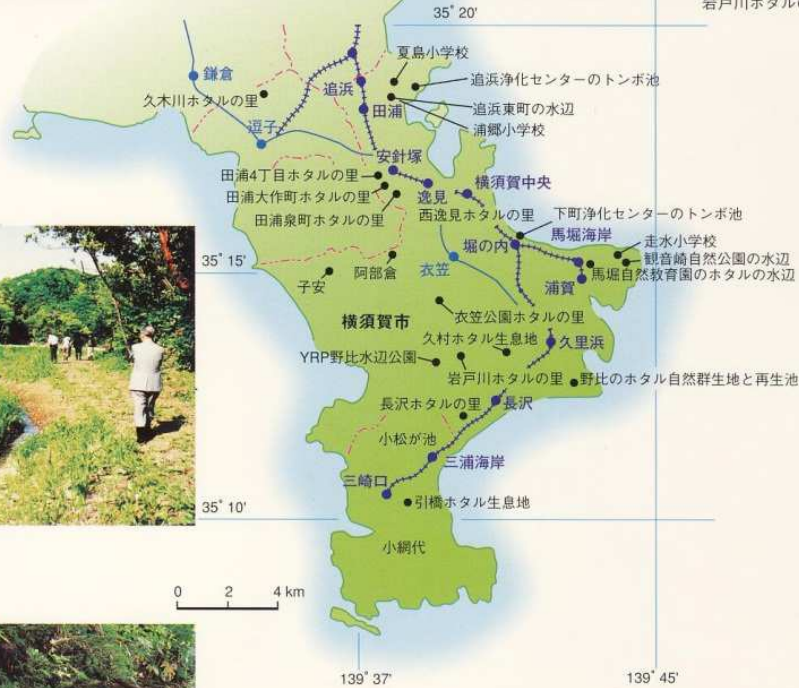 35˚ 20'
岩戸川ホタル
夏島小学校
鎌倉
追浜浄化センターのトンボ池
追浜
久木川ホタルの里
追浜東町の水辺
田浦
浦郷小学校
逗子
安針塚
田浦4丁目ホタルの里
横須賀中央
逸見
田浦大作町ホタルの里
西逸見ホタルの里
下町浄化センターのトンボ池
田浦泉町ホタルの里
馬堀海岸
走水小学校
堀の内
観音崎自然公園の水辺
35˚ 15'
阿部倉
衣笠
馬堀自然教育園のホタルの水辺
子安
浦賀
横須賀市
衣笠公園ホタルの里
久村ホタル生息地
久里浜
YRP野比水辺公園
岩戸川ホタルの里
野比のホタル自然群生地と再生池
長沢ホタルの里
長沢
小松が池
三浦海岸
三崎口
35˚ 10'
引橋ホタル生息地
小網代
0 2 4 km
139˚ 37'
139˚ 45'